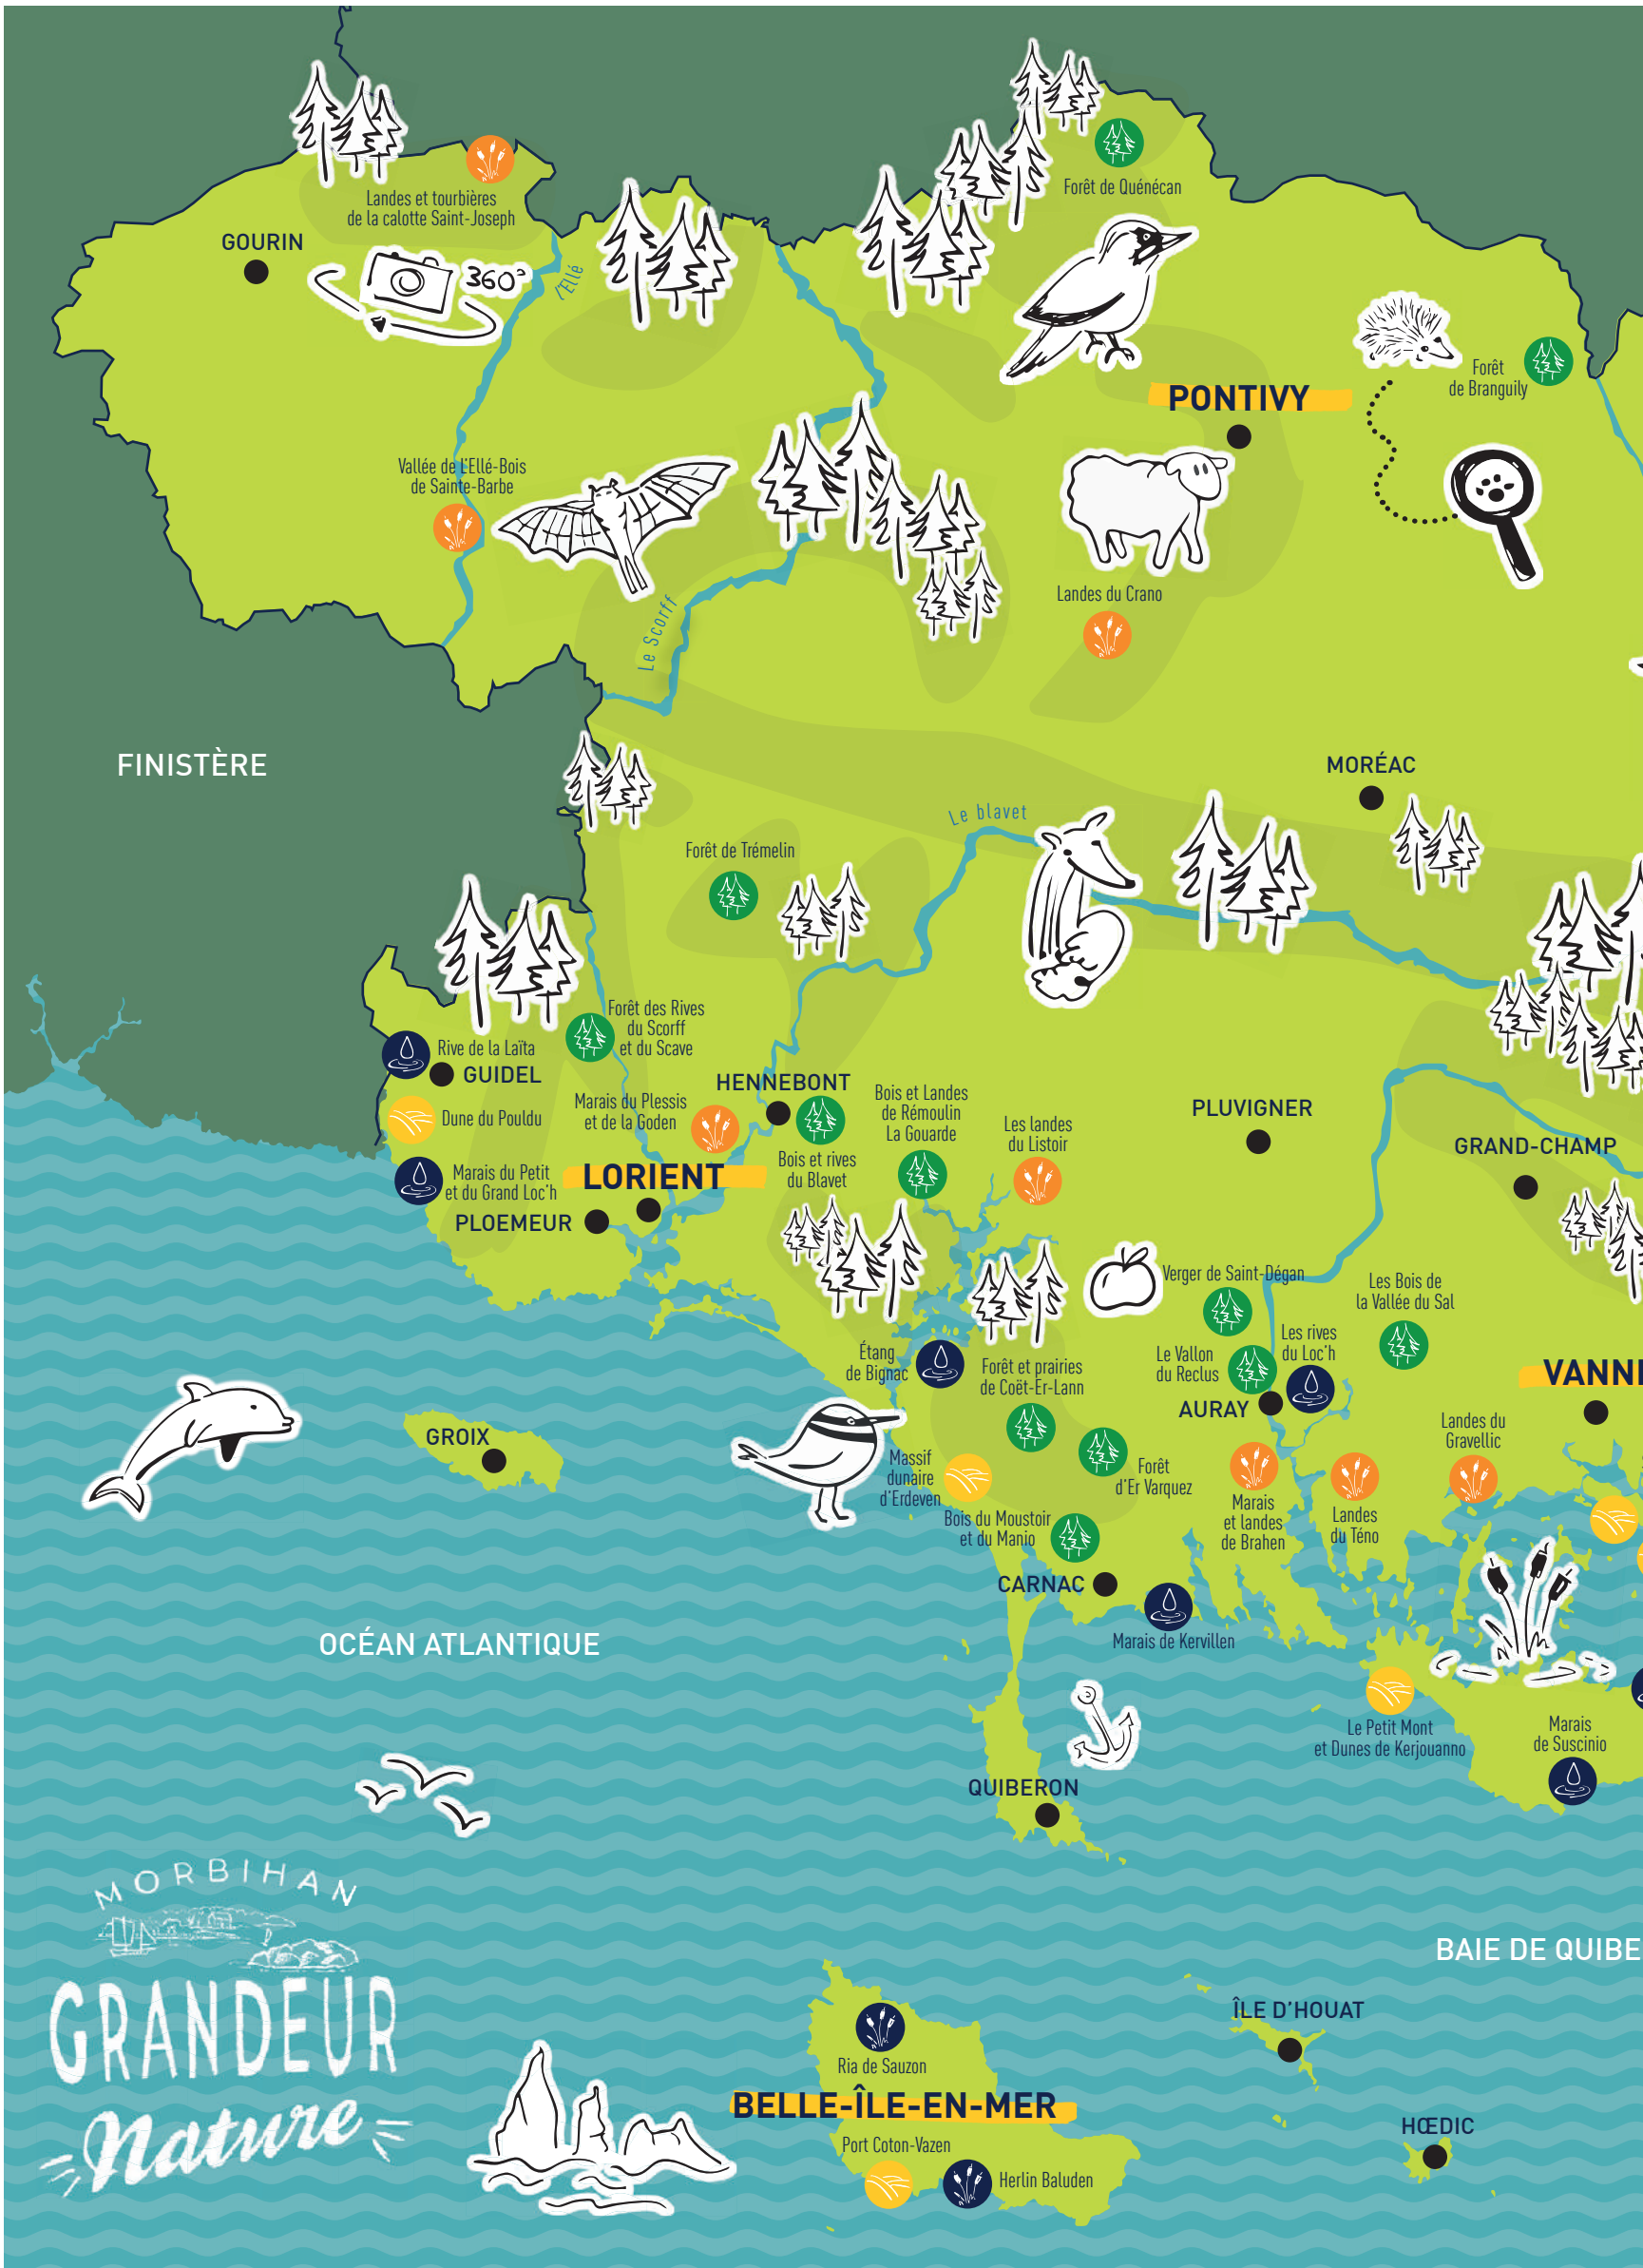 Landes et tourbières
de la calotte Saint-Joseph
Forêt de Quénécan
GOURIN
360°
l'Ellé
Forêt
de Branguily
PONTIVY
Vallée de L'Ellé-Bois
de Sainte-Barbe
Landes du Crano
Le Scorff
FINISTÈRE
MORÉAC
Le blavet
Forêt de Trémelin
Forêt des Rives
du Scorff
et du Scave
Rive de la Laïta
GUIDEL
HENNEBONT
Bois et Landes
de Rémoulin
La Gouarde
Marais du Plessis
et de la Goden
Dune du Pouldu
Les landes
du Listoir
PLUVIGNER
GRAND-CHAMP
Bois et rives
du Blavet
Marais du Petit
et du Grand Loc'h
LORIENT
PLOEMEUR
Verger de Saint-Dégan
Les Bois de
la Vallée du Sal
Les rives
du Loc'h
Étang
de Bignac
Le Vallon
du Reclus
Forêt et prairies
de Coët-Er-Lann
VANN
AURAY
GROIX
Landes du
Gravellic
Massif
dunaire
d'Erdeven
Forêt
d'Er Varquez
Marais
et landes
de Brahen
Landes
du Téno
Bois du Moustoir
et du Manio
CARNAC
OCÉAN ATLANTIQUE
Marais de Kervillen
Le Petit Mont
et Dunes de Kerjouanno
Marais
de Suscinio
QUIBERON
MORBIHAN
GRANDEUR
Nature
BAIE DE QUIBE
ÎLE D'HOUAT
Ria de Sauzon
BELLE-ÎLE-EN-MER
HŒDIC
Port Coton-Vazen
Herlin Baluden